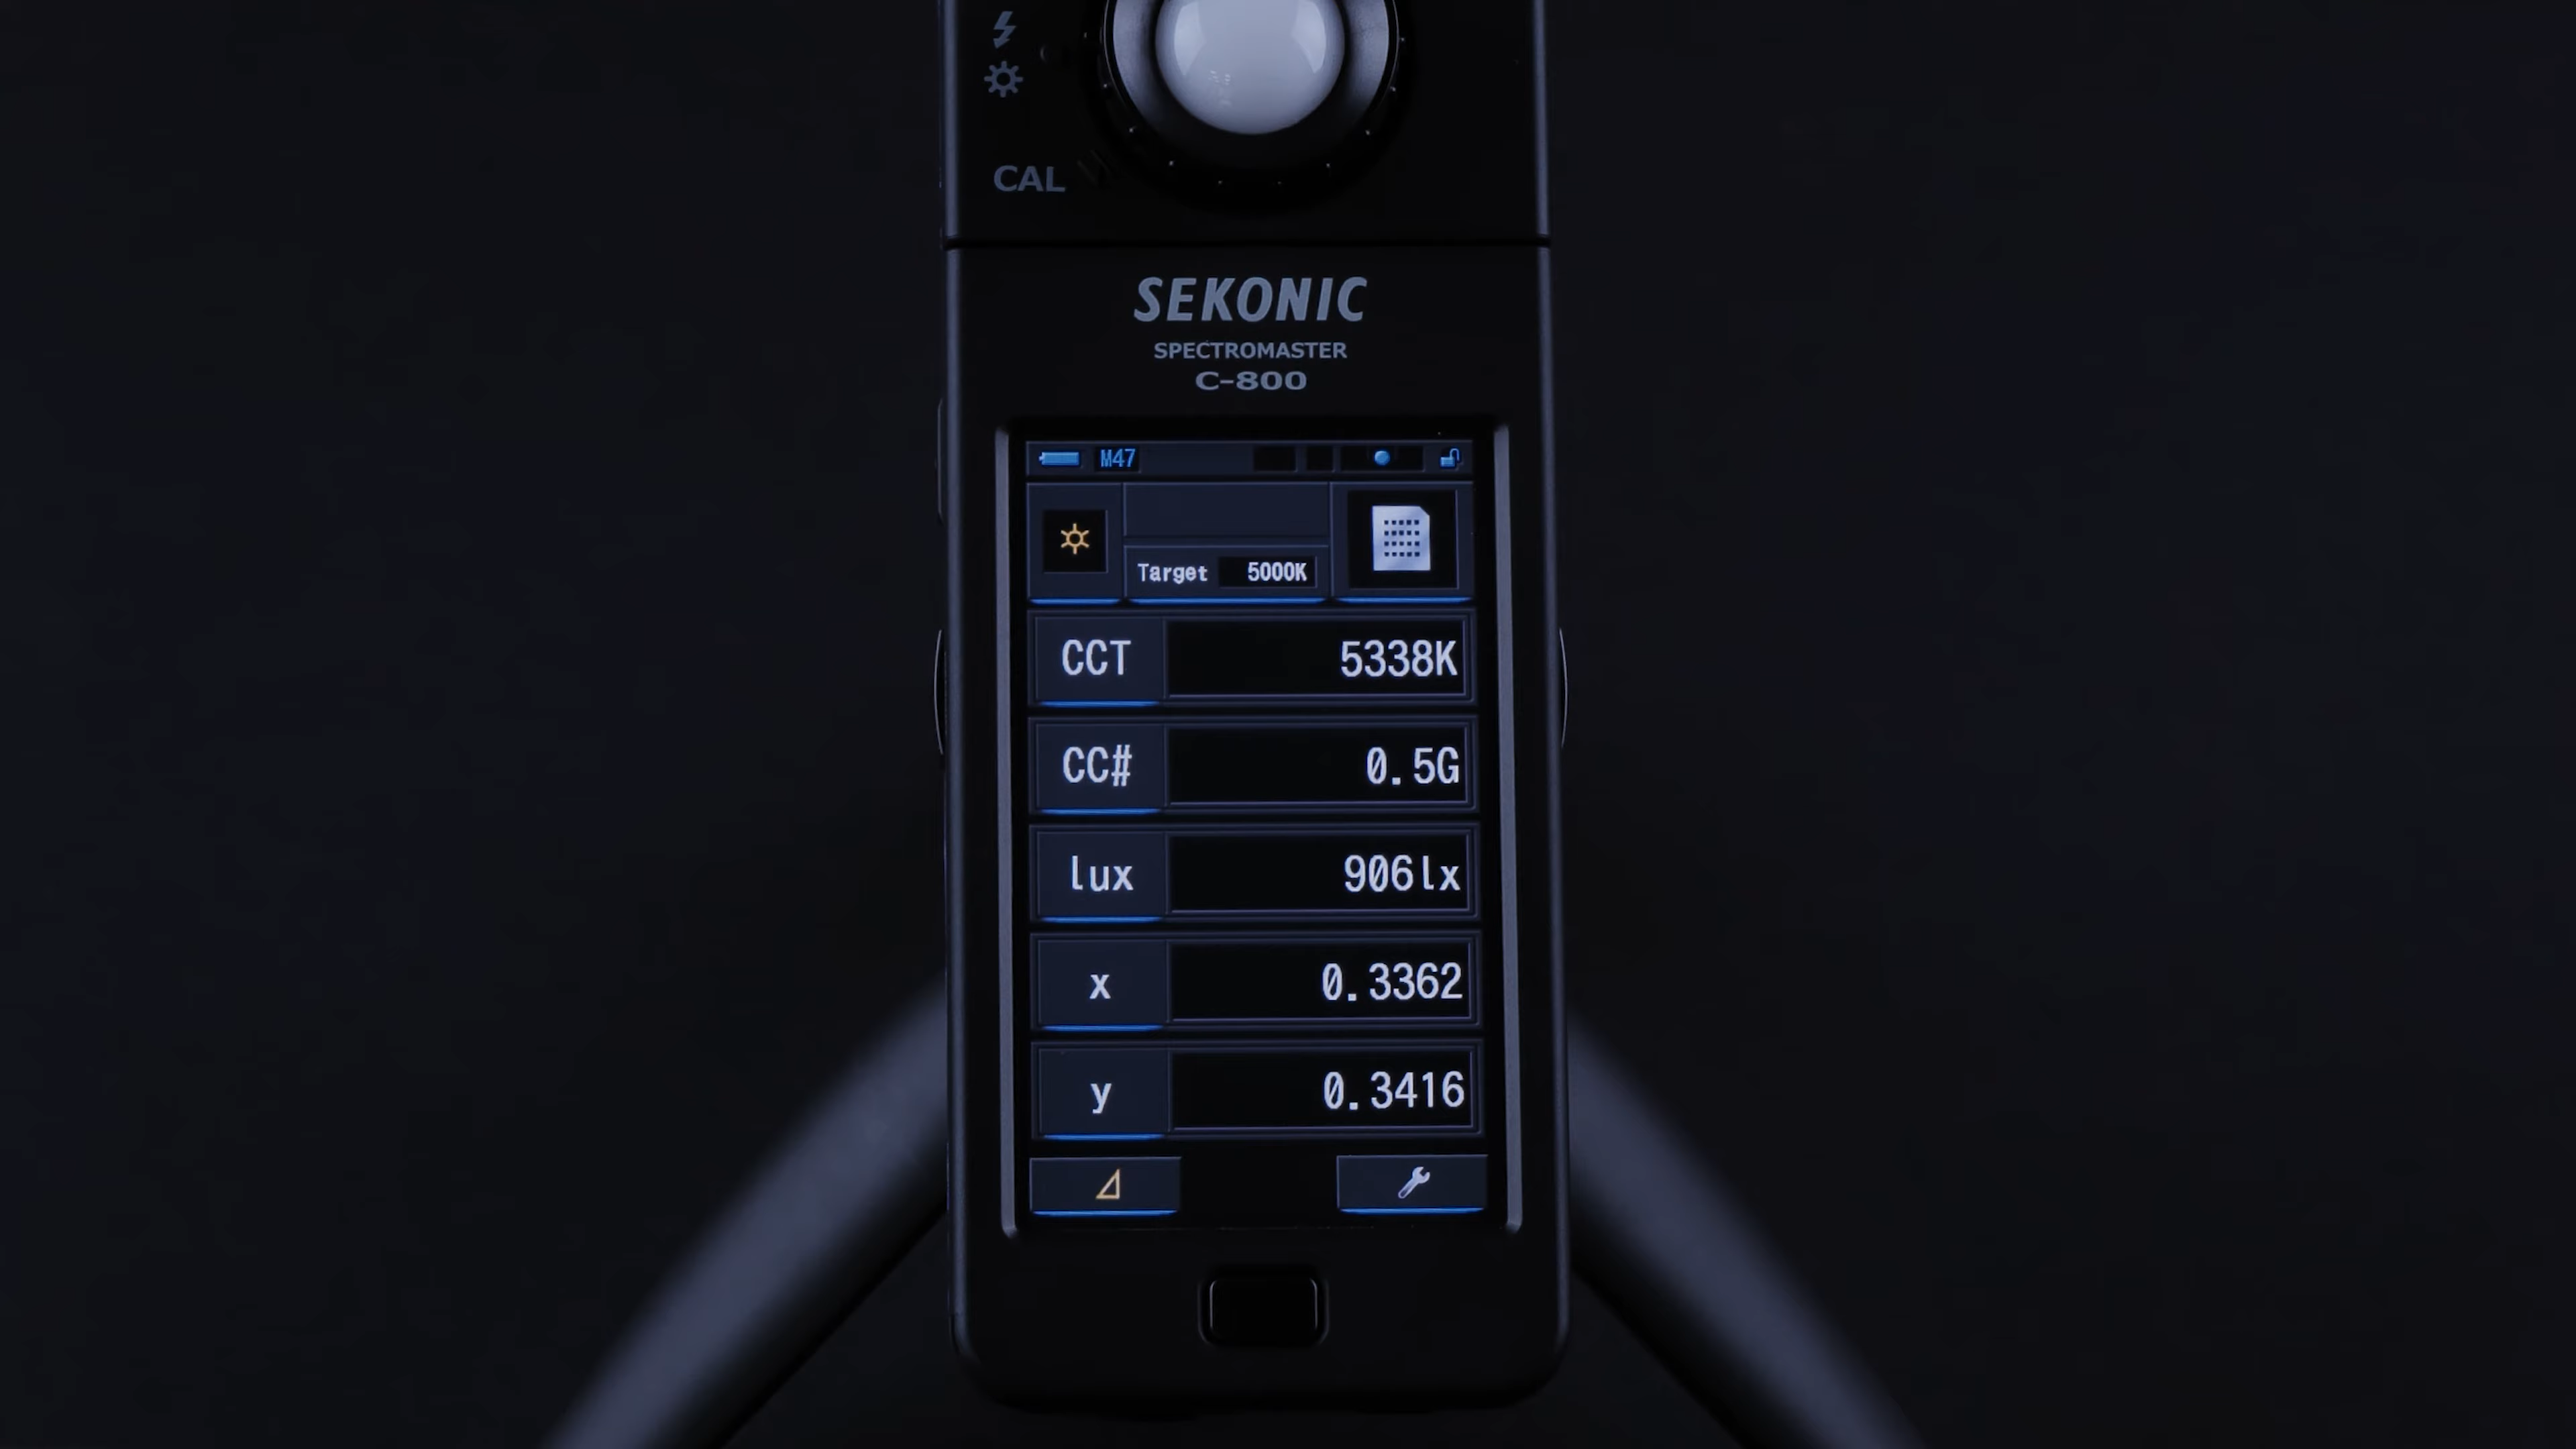 CAL
SEKONIC
SPECTROMASTER
C-800
M47
Target 5000K
CCT 5338K
CC# 0.5G
lux 906lx
x 0.3362
y 0.3416